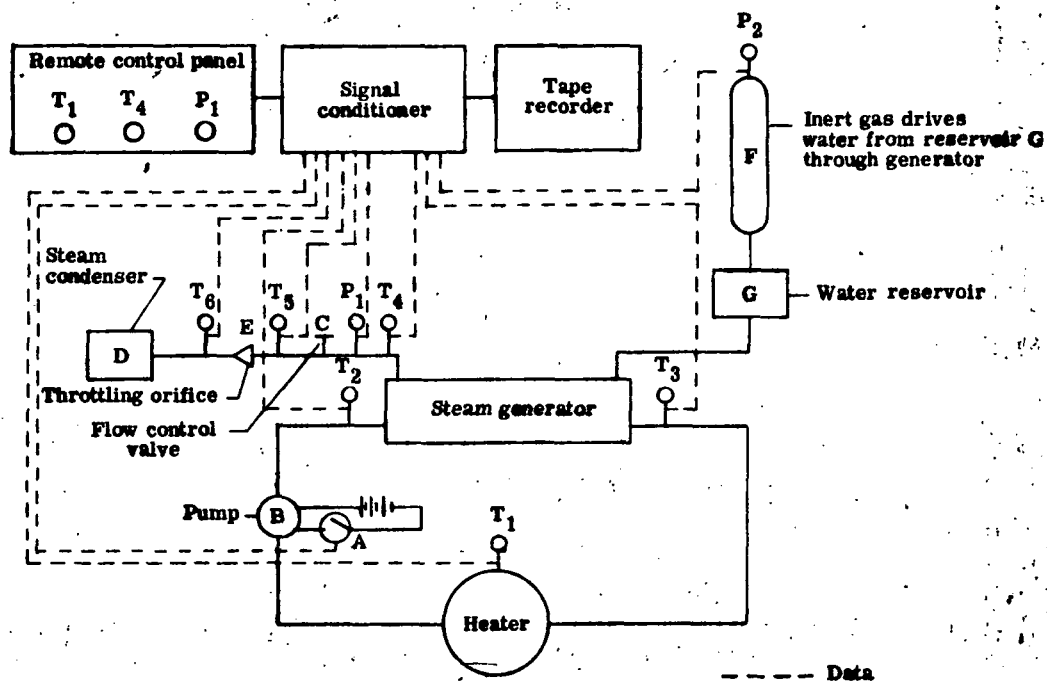 P2
Remote control panel
T1 T4 P1
Signal
conditioner
Tape
recorder
Inert gas drives
water from reservoir G
through generator
F
Steam
condenser
T6
T5
P1
T4
C
E
G
Water reservoir
D
T2
T3
Throttling orifice
Steam generator
Flow control
valve
Pump
B
A
T1
Heater
Data